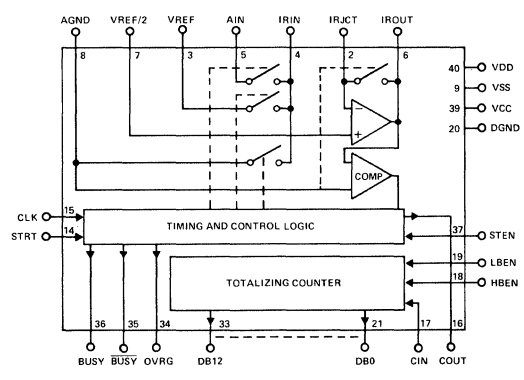 AGND VREF/2 VREF AIN IRIN IRJCT IROUT
8 7 3 5 4 2 6
40 VDD
9 VSS
39 VCC
20 DGND
−
+
COMP
CLK 15
TIMING AND CONTROL LOGIC
STRT 14
37 STEN
19 LBEN
TOTALIZING COUNTER
18 HBEN
36 35 34 33 21 17 16
BUSY BUSY OVRG DB12 DB0 CIN COUT